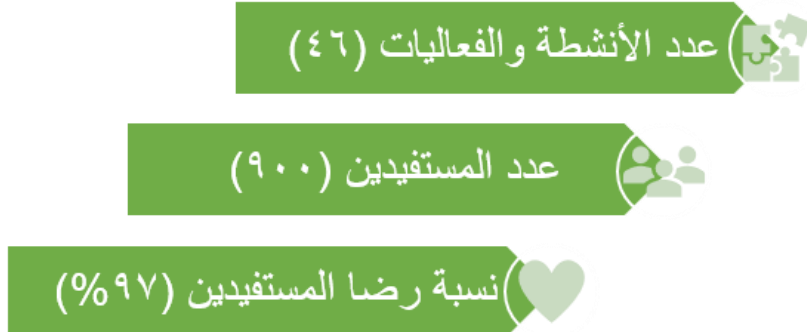 عدد الأنشطة والفعاليات (٤٦)
عدد المستفيدين (٩٠٠)
نسبة رضا المستفيدين (٩٧%)